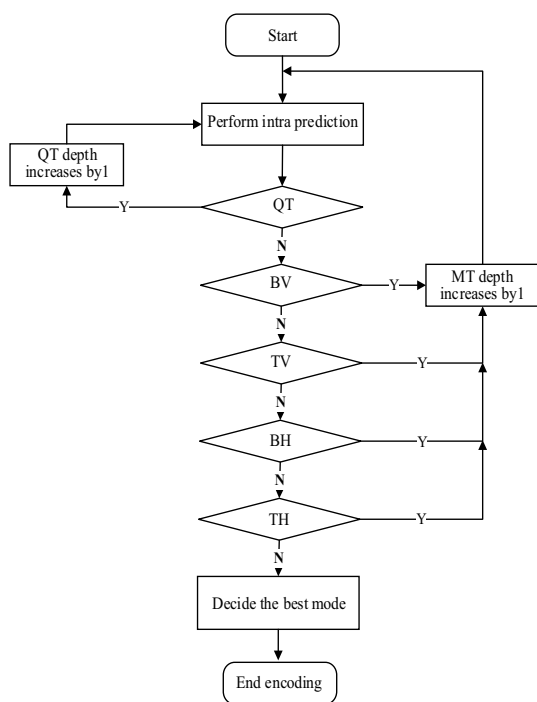 Start
Perform intra prediction
QT depth
increases by1
Y
QT
N
BV
Y
MT depth
increases by1
N
TV
Y
N
BH
Y
N
TH
Y
N
Decide the best mode
End encoding